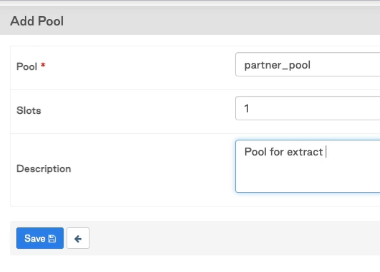 Add Pool
Pool *
partner_pool
Slots
1
Description
Pool for extract
Save